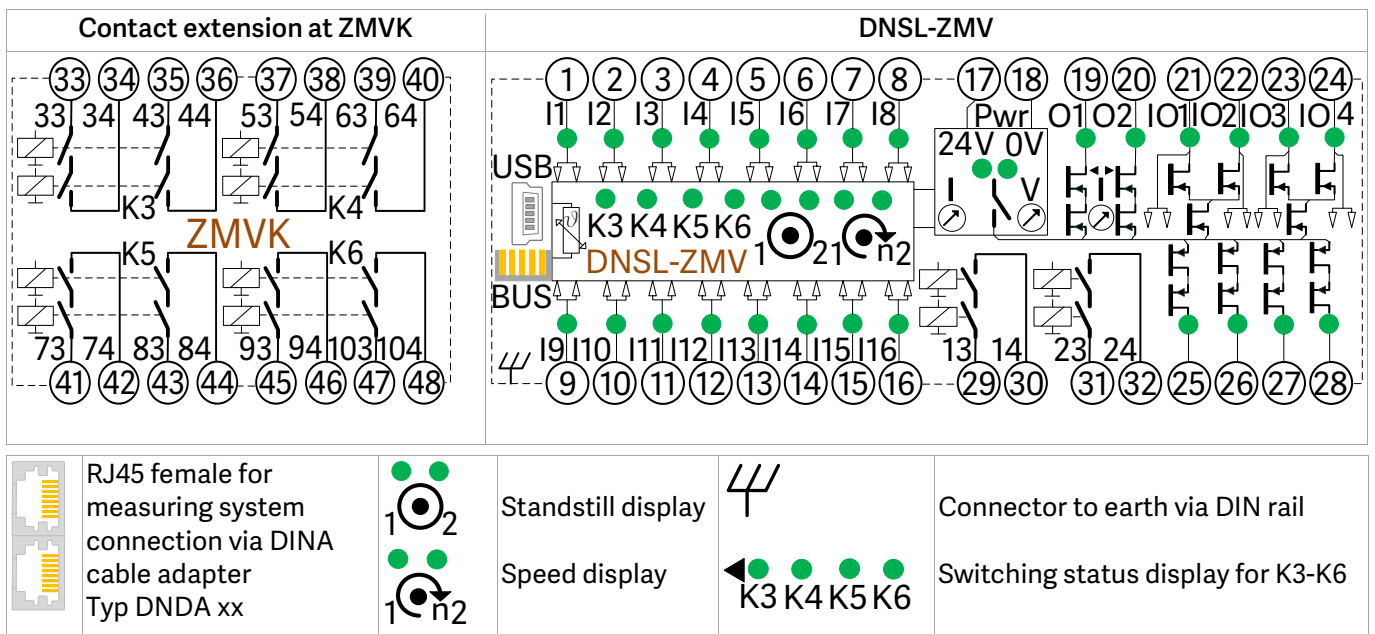 Contact extension at ZMVK
DNSL-ZMV
33 34 35 36 37 38 39 40
1 2 3 4 5 6 7 8 17 18 19 20 21 22 23 24
33 34 43 44 53 54 63 64
I1 I2 I3 I4 I5 I6 I7 I8 Pwr O1 O2 IO1 IO2 IO3 IO4
24V 0V
USB
I V I
K3 K4
K3 K4 K5 K6
ZMVK
1 2 1 n2
DNSL-ZMV
K5 K6
BUS
73 74 83 84 93 94 103 104
I9 I10 I11 I12 I13 I14 I15 I16 13 14 23 24
41 42 43 44 45 46 47 48
9 10 11 12 13 14 15 16 29 30 31 32 25 26 27 28
RJ45 female for
measuring system
connection via DINA
cable adapter
Typ DNDA xx
1 2
Standstill display
Connector to earth via DIN rail
1 n2
Speed display
K3 K4 K5 K6
Switching status display for K3-K6